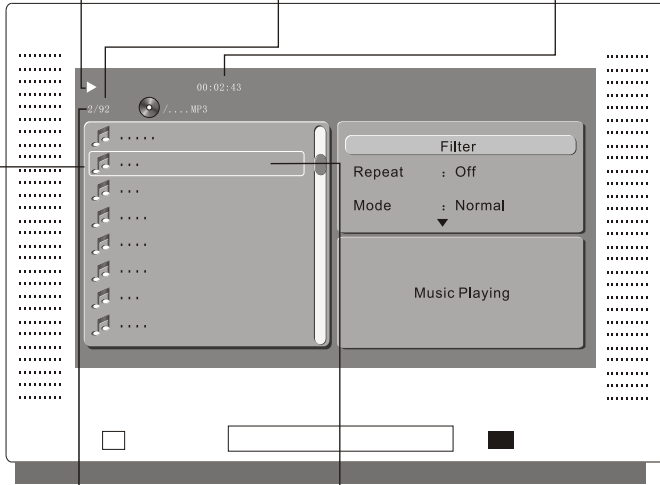 00:02:43
2/92 /....MP3
.....
...
...
....
....
....
...
....
Filter
Repeat : Off
Mode : Normal
Music Playing